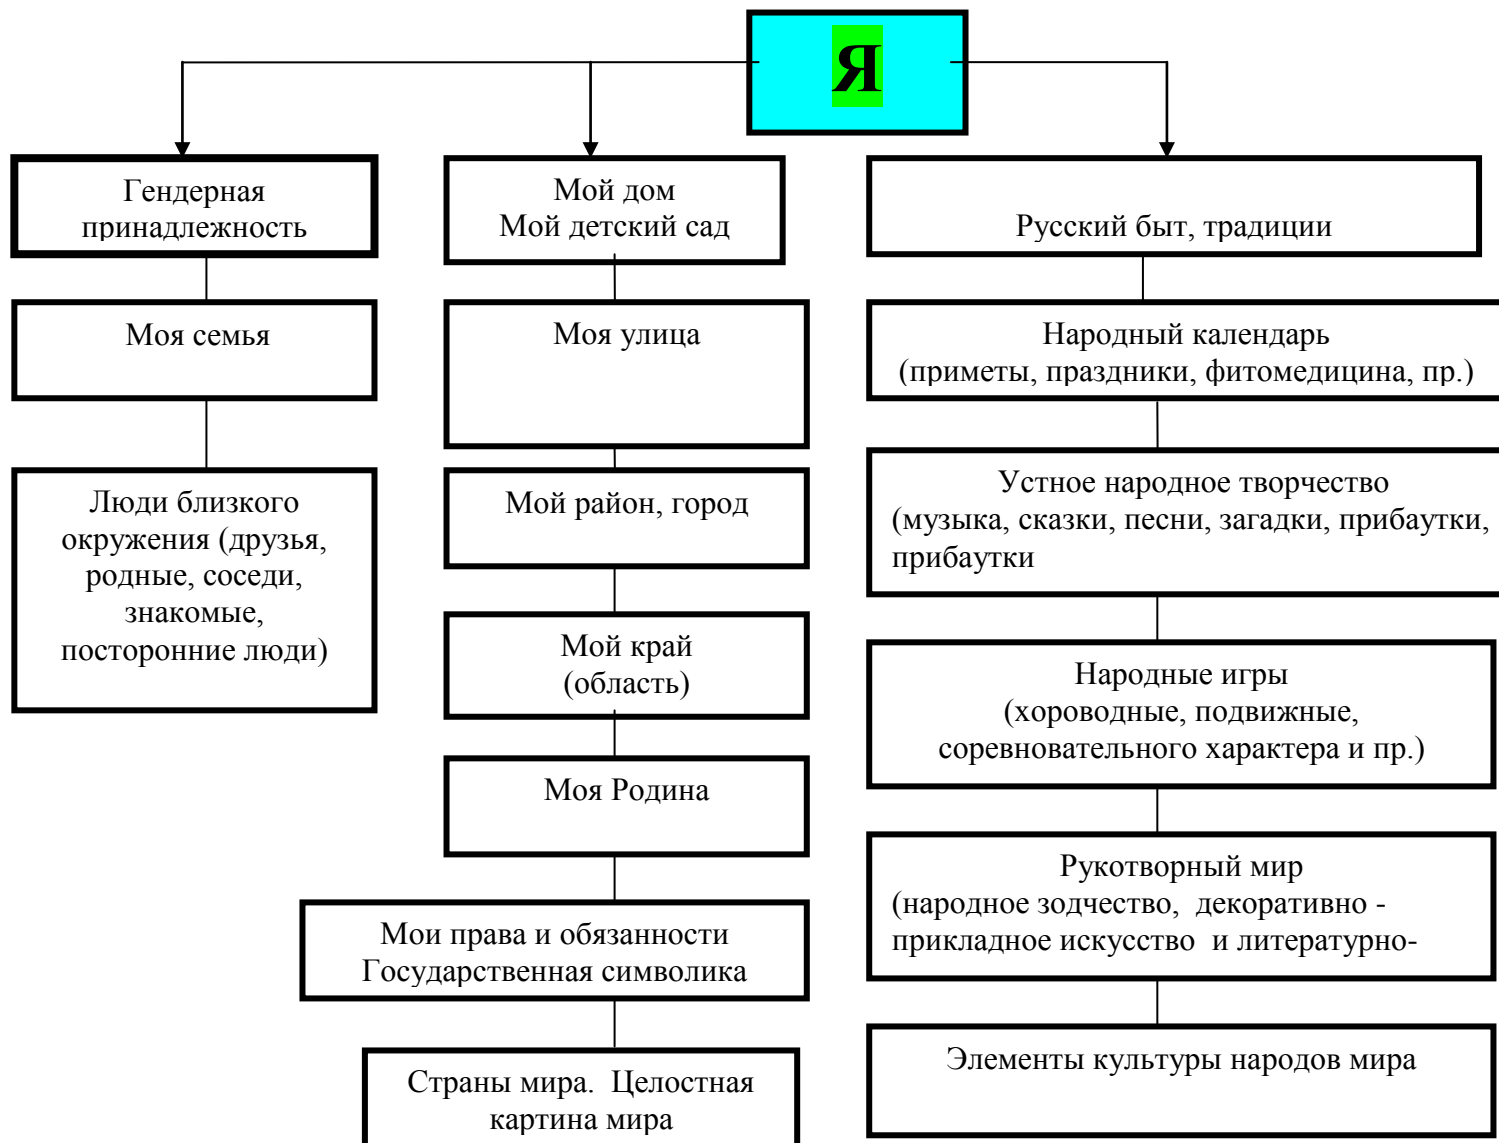 Я
Гендерная
принадлежность
Моя семья
Люди близкого
окружения (друзья,
родные, соседи,
знакомые,
посторонние люди)
Мой дом
Мой детский сад
Моя улица
Мой район, город
Мой край
(область)
Моя Родина
Мои права и обязанности
Государственная символика
Страны мира.  Целостная
картина мира
Русский быт, традиции
Народный календарь
(приметы, праздники, фитомедицина, пр.)
Устное народное творчество
(музыка, сказки, песни, загадки, прибаутки,
прибаутки
Народные игры
(хороводные, подвижные,
соревновательного характера и пр.)
Рукотворный мир
(народное зодчество,  декоративно -
прикладное искусство  и литературно-
Элементы культуры народов мира